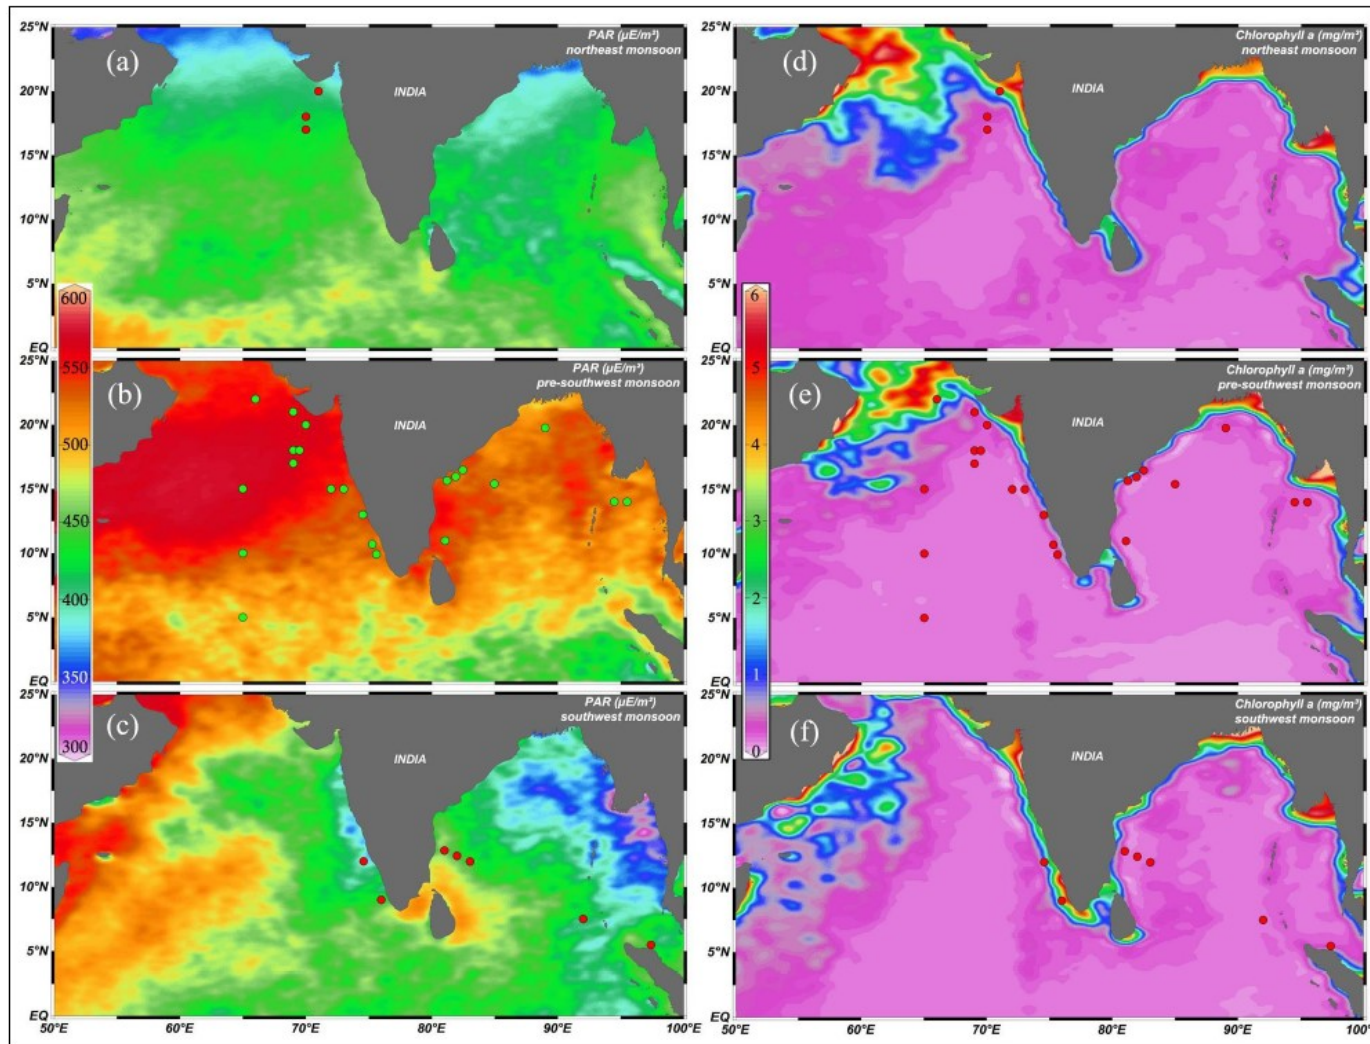 25°N
20°N
15°N
10°N
5°N
EQ
(a)
PAR (µE/m³)
northeast monsoon
INDIA
25°N
20°N
15°N
10°N
5°N
EQ
(d)
Chlorophyll a (mg/m³)
northeast monsoon
INDIA
600
550
500
450
400
350
300
6
5
4
3
2
1
0
25°N
20°N
15°N
10°N
5°N
EQ
(b)
PAR (µE/m³)
pre-southwest monsoon
INDIA
25°N
20°N
15°N
10°N
5°N
EQ
(e)
Chlorophyll a (mg/m³)
pre-southwest monsoon
INDIA
25°N
20°N
15°N
10°N
5°N
EQ
(c)
PAR (µE/m³)
southwest monsoon
INDIA
50°E 60°E 70°E 80°E 90°E 100°E
25°N
20°N
15°N
10°N
5°N
EQ
(f)
Chlorophyll a (mg/m³)
southwest monsoon
INDIA
50°E 60°E 70°E 80°E 90°E 100°